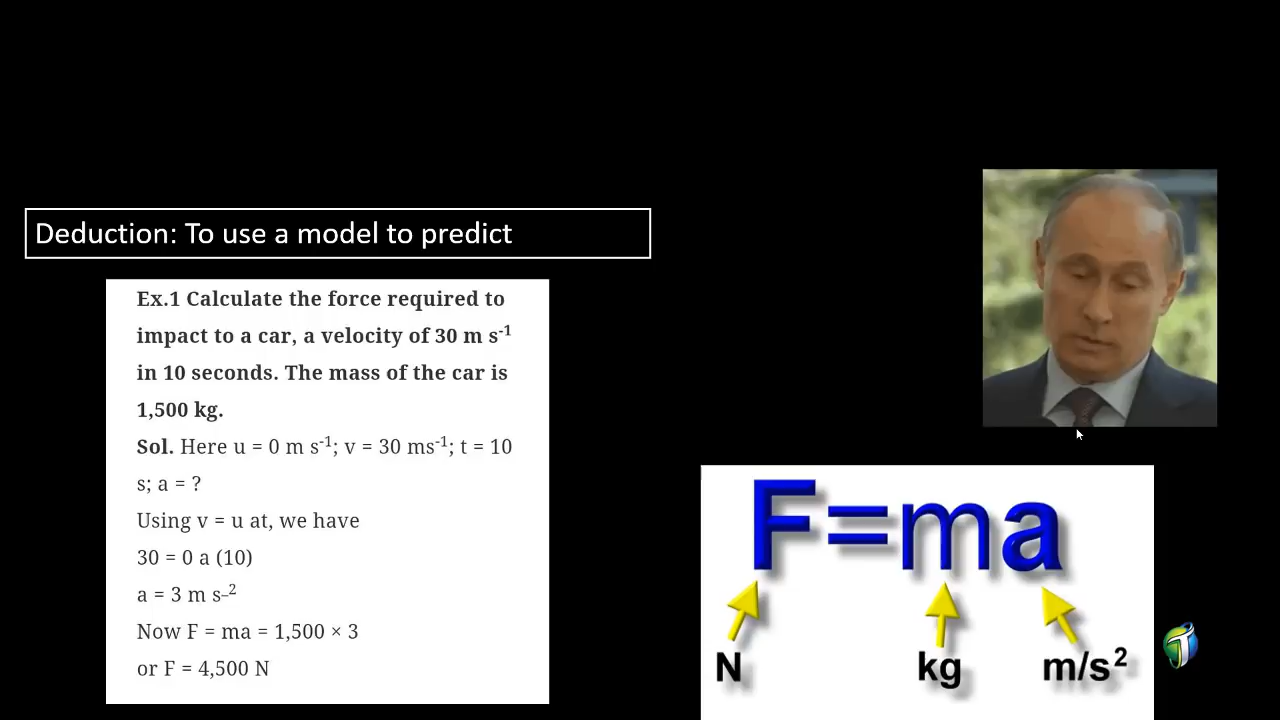 Deduction: To use a model to predict
Ex.1 Calculate the force required to
impact to a car, a velocity of 30 m s⁻¹
in 10 seconds. The mass of the car is
1,500 kg.
Sol. Here u = 0 m s⁻¹; v = 30 ms⁻¹; t = 10
s; a = ?
Using v = u at, we have
30 = 0 a (10)
a = 3 m s–²
Now F = ma = 1,500 × 3
or F = 4,500 N
F=ma
N kg m/s²